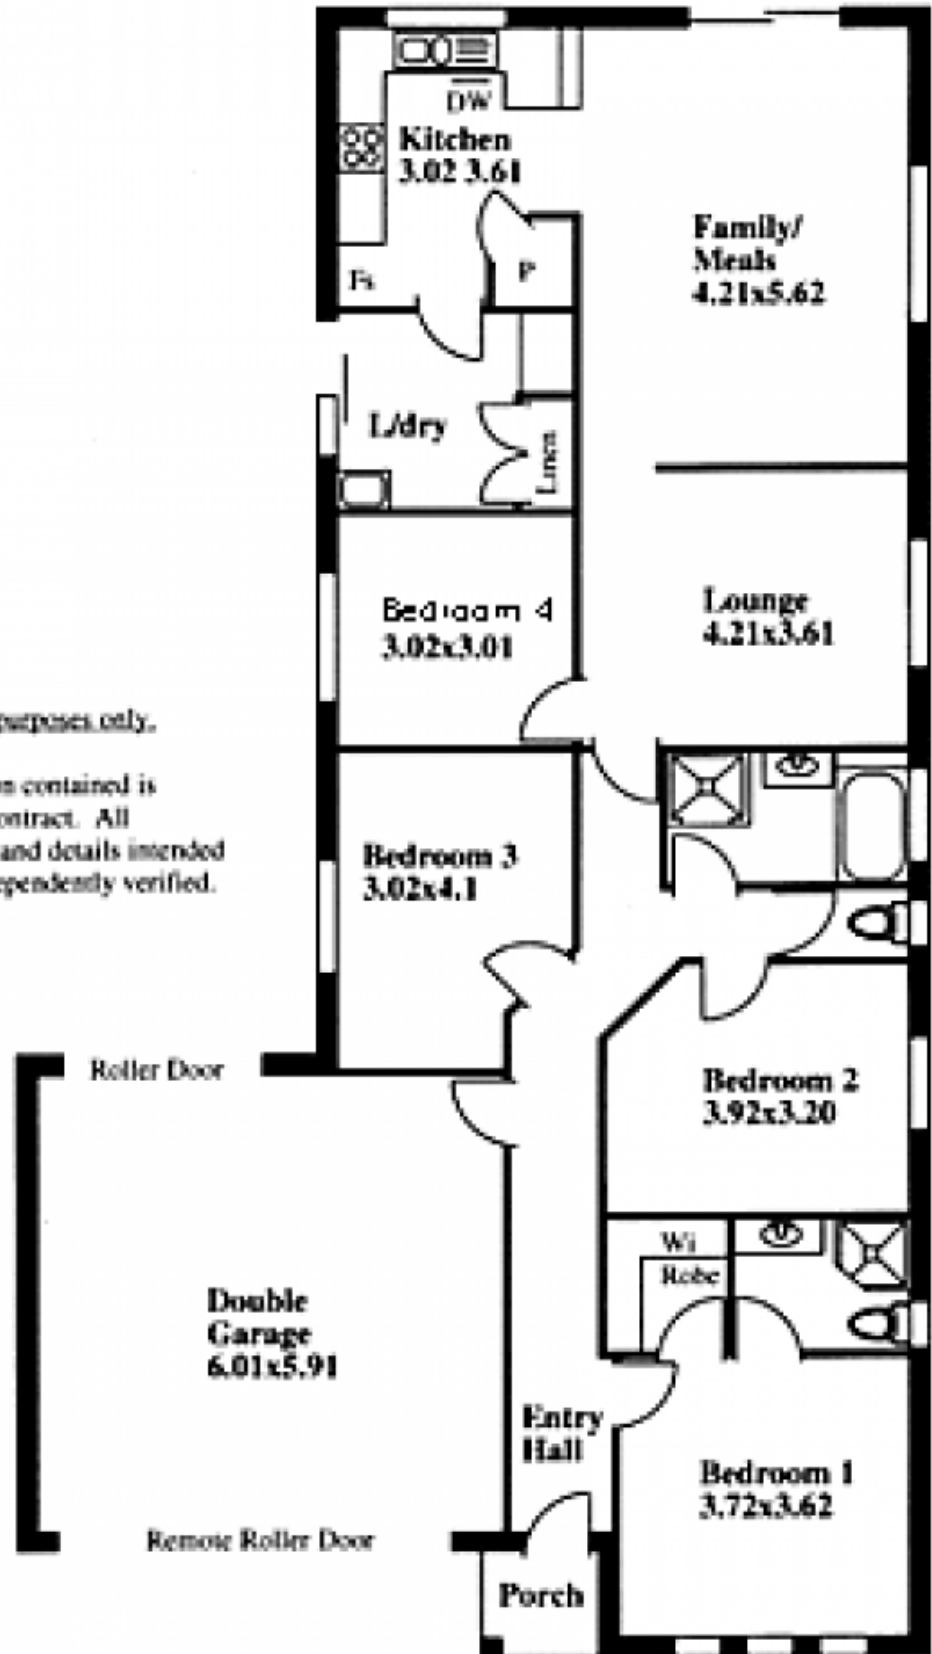 DW
Kitchen
3.02 3.61
Family/
Meals
4.21x5.62
P
Fs
L/dry
Linen
Bedroom 4
3.02x3.01
Lounge
4.21x3.61
purposes only.
n contained is
ontract. All
and details intended
ependently verified.
Bedroom 3
3.02x4.1
Roller Door
Bedroom 2
3.92x3.20
Wi
Robe
Double
Garage
6.01x5.91
Entry
Hall
Bedroom 1
3.72x3.62
Remote Roller Door
Porch